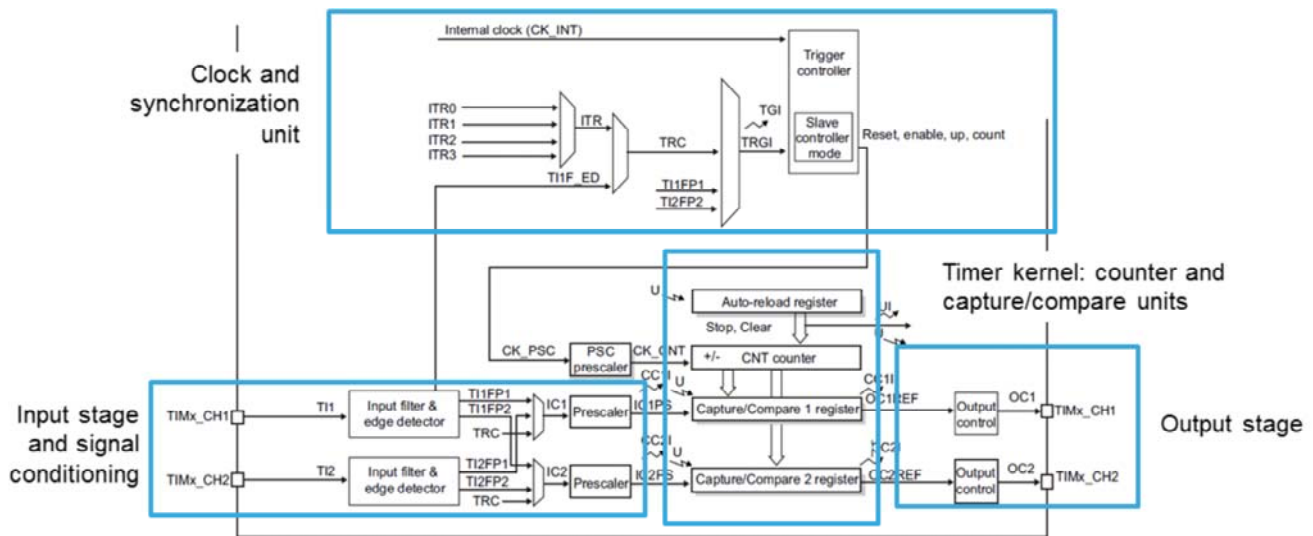 Clock and
synchronization
unit
Internal clock (CK_INT)
Trigger
controller
ITR0
ITR1
ITR2
ITR3
ITR
TI1F_ED
TRC
TI1FP1
TI2FP2
TGI
TRGI
Slave
controller
mode
Reset, enable, up, count
Timer kernel: counter and
capture/compare units
U
Auto-reload register
UI
Stop, Clear
U
CK_PSC
PSC
prescaler
CK_CNT
+/-
CNT counter
Input stage
and signal
conditioning
TIMx_CH1
TI1
Input filter &
edge detector
TI1FP1
TI1FP2
TRC
IC1
Prescaler
CC1I
IC1PS
U
Capture/Compare 1 register
CC1I
OC1REF
Output
control
OC1
TIMx_CH1
TIMx_CH2
TI2
Input filter &
edge detector
TI2FP1
TI2FP2
TRC
IC2
Prescaler
CC2I
IC2PS
U
Capture/Compare 2 register
CC2I
OC2REF
Output
control
OC2
TIMx_CH2
Output stage